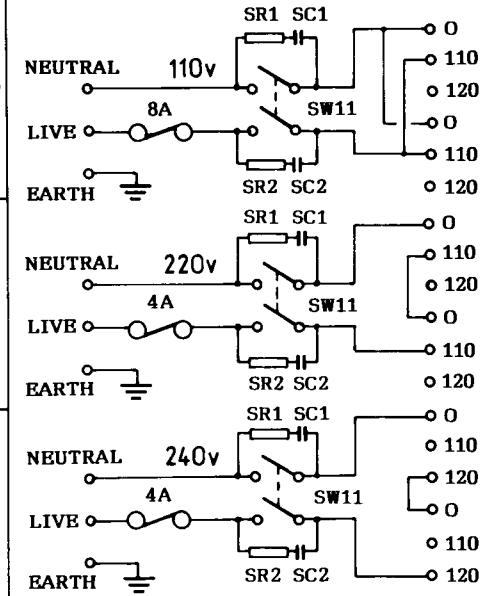 SR1 SC1
0
NEUTRAL 110v
110
120
8A
SW11
0
LIVE
110
SR2 SC2
120
EARTH
SR1 SC1
0
NEUTRAL 220v
110
120
4A
SW11
0
LIVE
110
SR2 SC2
120
EARTH
SR1 SC1
0
NEUTRAL 240v
110
120
4A
SW11
0
LIVE
110
SR2 SC2
120
EARTH